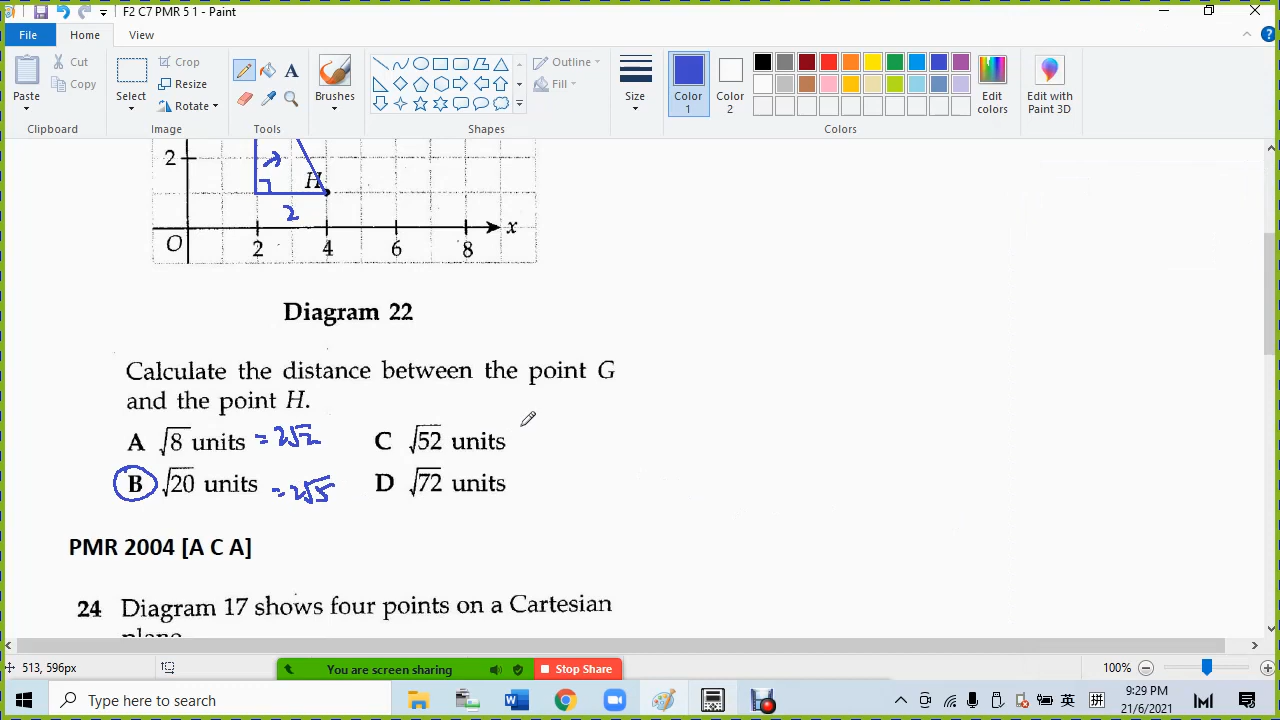 F2 C7 PMR 5 1 - Paint
File Home View
Paste
Cut
Copy
Clipboard
Select
Crop
Resize
Rotate
Image
A
Tools
Brushes
Outline
Fill
Shapes
Size
Color 1
Color 2
Edit colors
Edit with Paint 3D
Colors
2
H
2
O 2 4 6 8 x
Diagram 22
Calculate the distance between the point G
and the point H.
A √8 units = 2√2 C √52 units
B √20 units = 2√5 D √72 units
PMR 2004 [A C A]
24 Diagram 17 shows four points on a Cartesian
plane
513, 596px
You are screen sharing
Stop Share
100%
Type here to search
英
拼
9:29 PM
21/6/2021